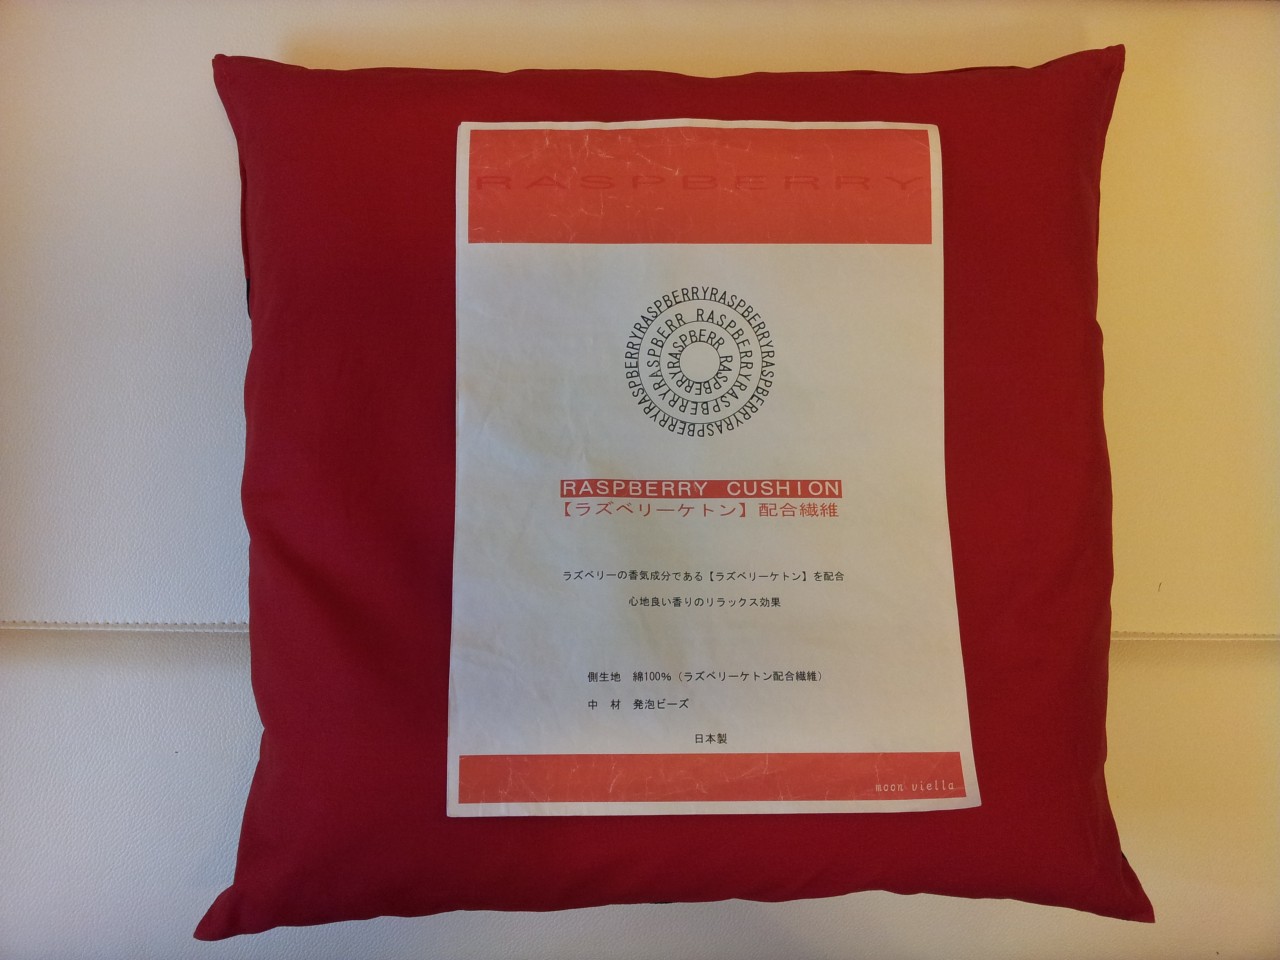 RASPBERRY
RASPBERRYRASPBERRYRASPBERRYRASPBERRYRASPBERRY
RASPBERRYRASPBERRYRASPBERRYRASPBERR
RASPBERRYRASPBERR
RASPBERRY CUSHION
【ラズベリーケトン】配合繊維
ラズベリーの香気成分である【ラズベリーケトン】を配合
心地良い香りのリラックス効果
側生地 綿100%（ラズベリーケトン配合繊維）
中 材 発泡ビーズ
日本製
moon viella